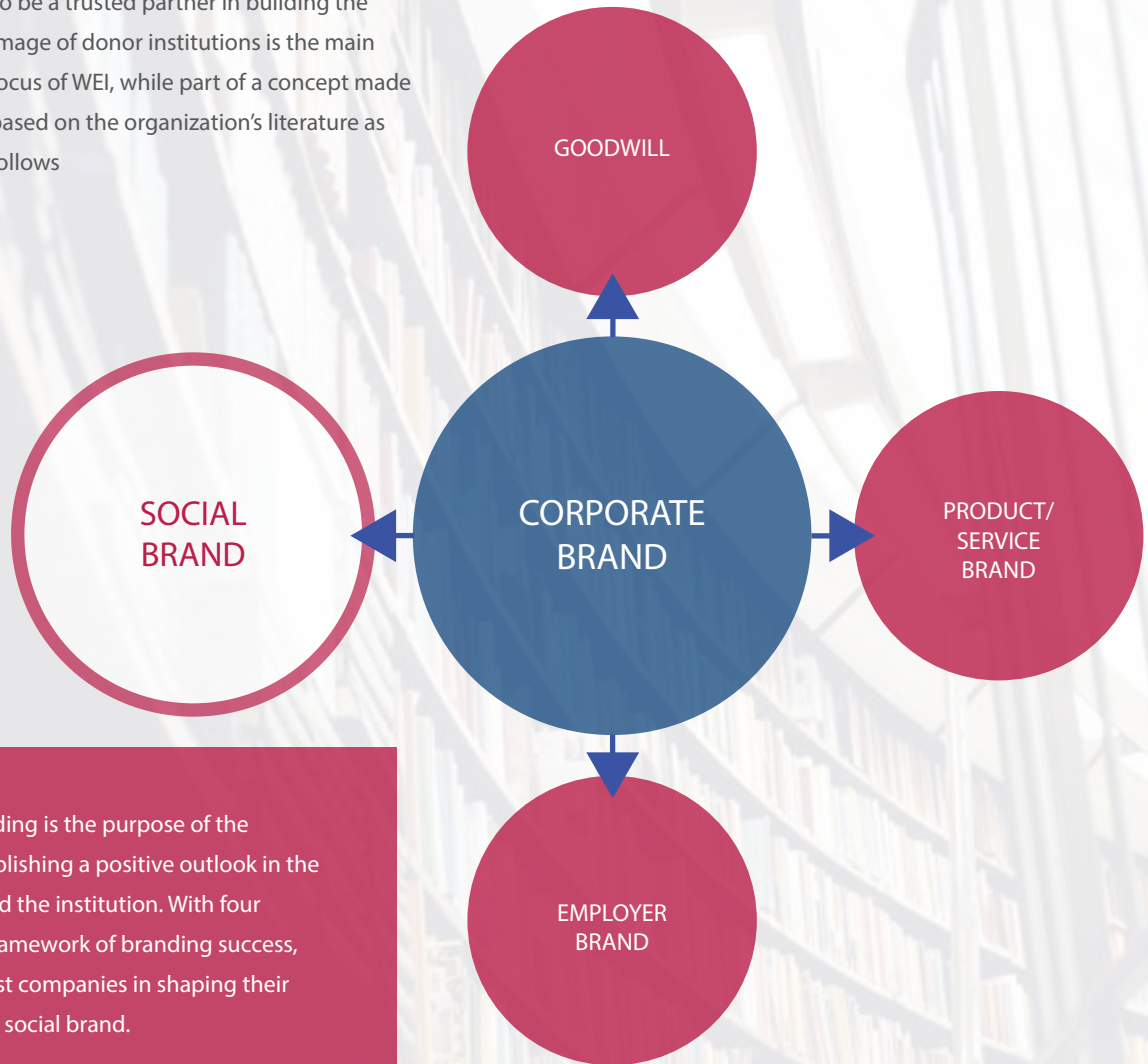 o be a trusted partner in building the
mage of donor institutions is the main
ocus of WEI, while part of a concept made
based on the organization's literature as
ollows
GOODWILL
SOCIAL
BRAND
CORPORATE
BRAND
PRODUCT/
SERVICE
BRAND
EMPLOYER
BRAND
ding is the purpose of the
blishing a positive outlook in the
d the institution. With four
ramework of branding success,
st companies in shaping their
social brand.